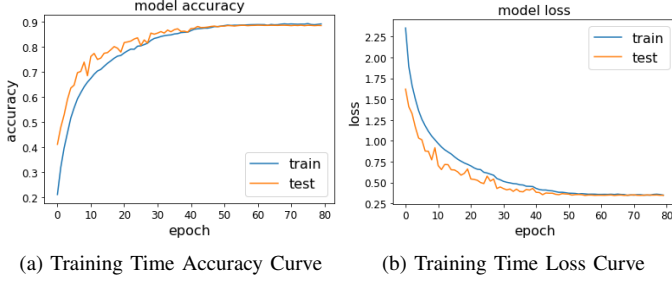 model accuracy
0.9
0.8
0.7
0.6
0.5
0.4
0.3
0.2
accuracy
0 10 20 30 40 50 60 70 80
epoch
train
test
model loss
2.25
2.00
1.75
1.50
1.25
1.00
0.75
0.50
0.25
loss
0 10 20 30 40 50 60 70 80
epoch
train
test
(a) Training Time Accuracy Curve
(b) Training Time Loss Curve